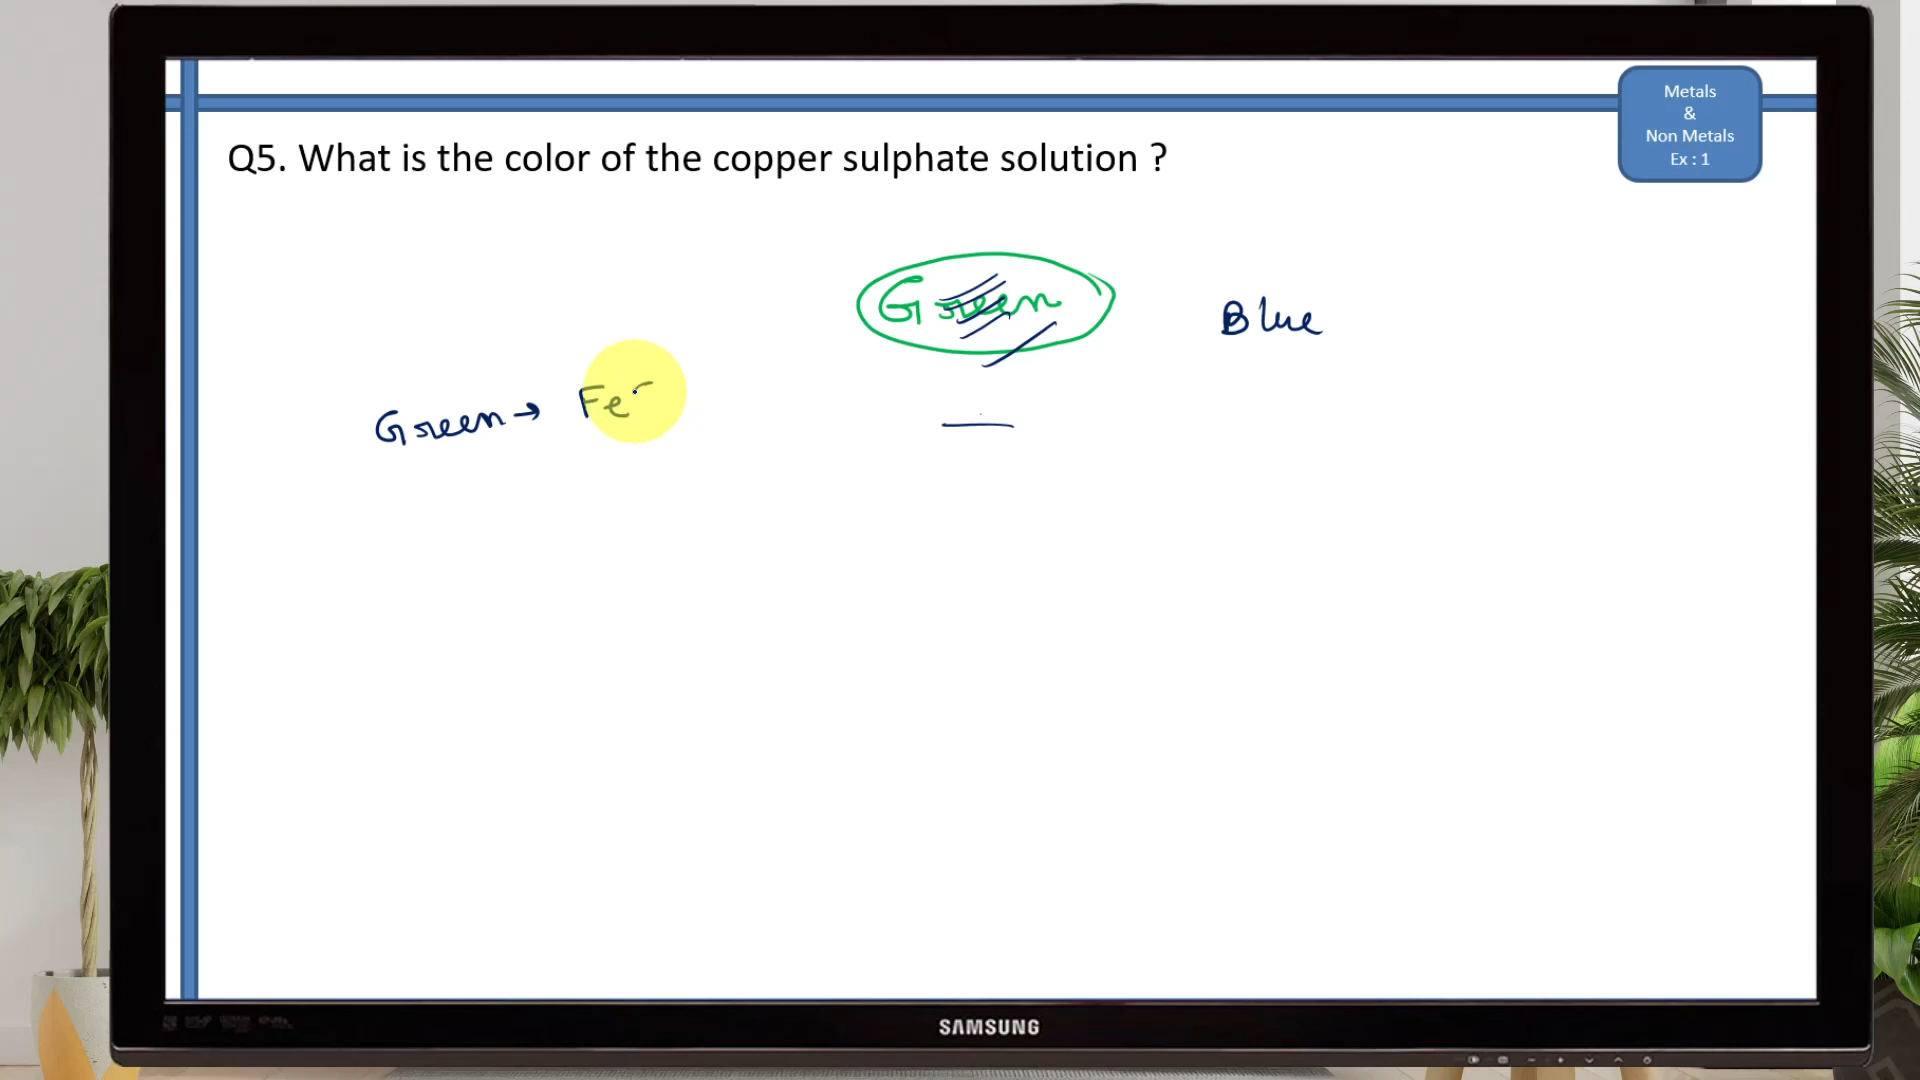 Metals
&
Non Metals
Ex : 1
Q5. What is the color of the copper sulphate solution ?
Green
Blue
Green → Fe
SAMSUNG